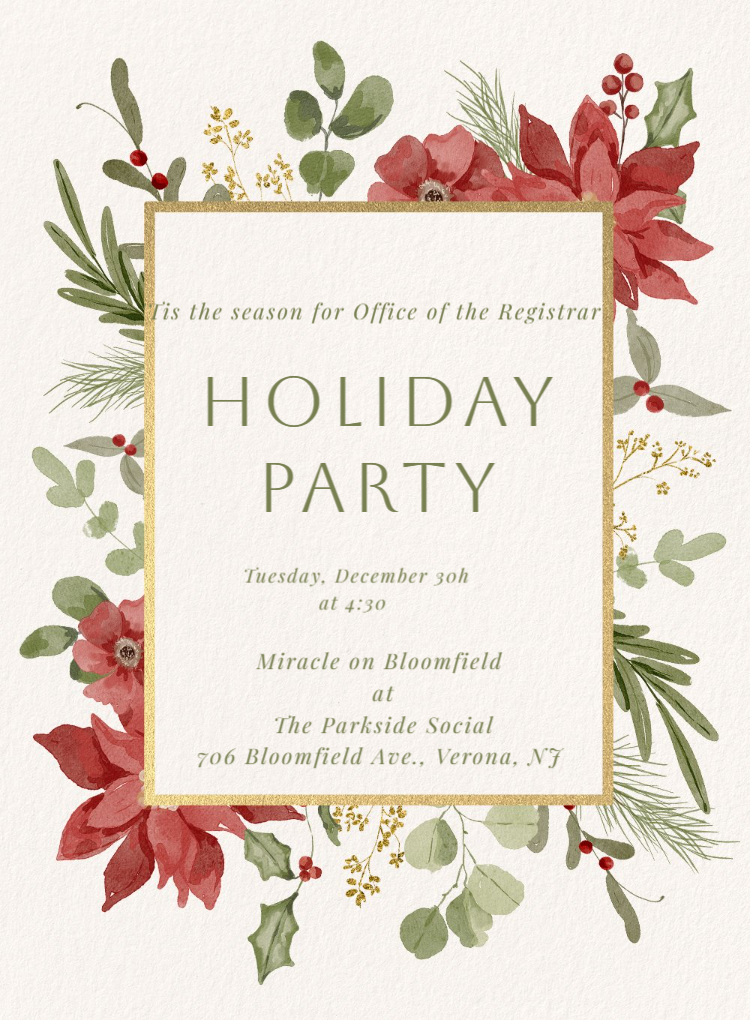 'Tis the season for Office of the Registrar
HOLIDAY
PARTY
Tuesday, December 30h
at 4:30
Miracle on Bloomfield
at
The Parkside Social
706 Bloomfield Ave., Verona, NJ